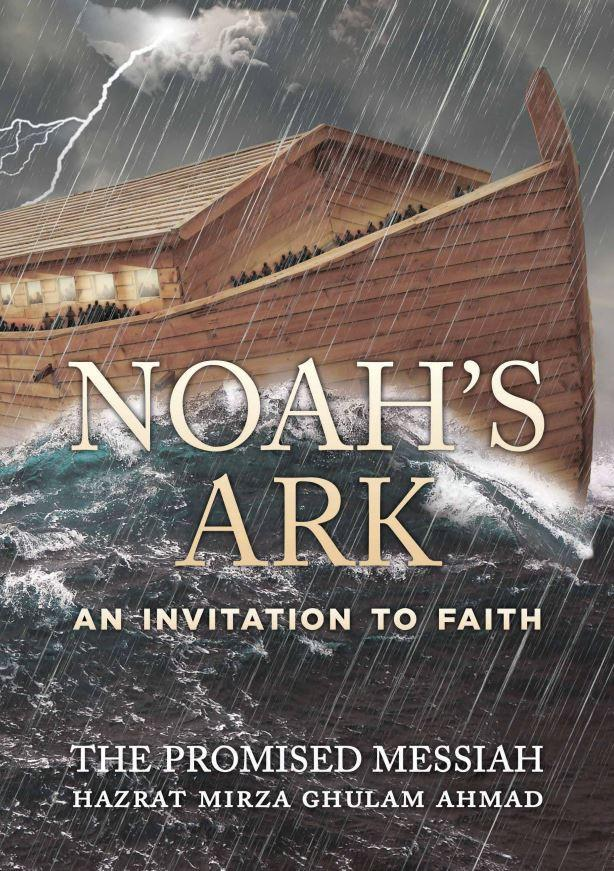 NOAH'S
ARK
AN INVITATION TO FAITH
THE PROMISED MESSIAH
HAZRAT MIRZA GHULAM AHMAD